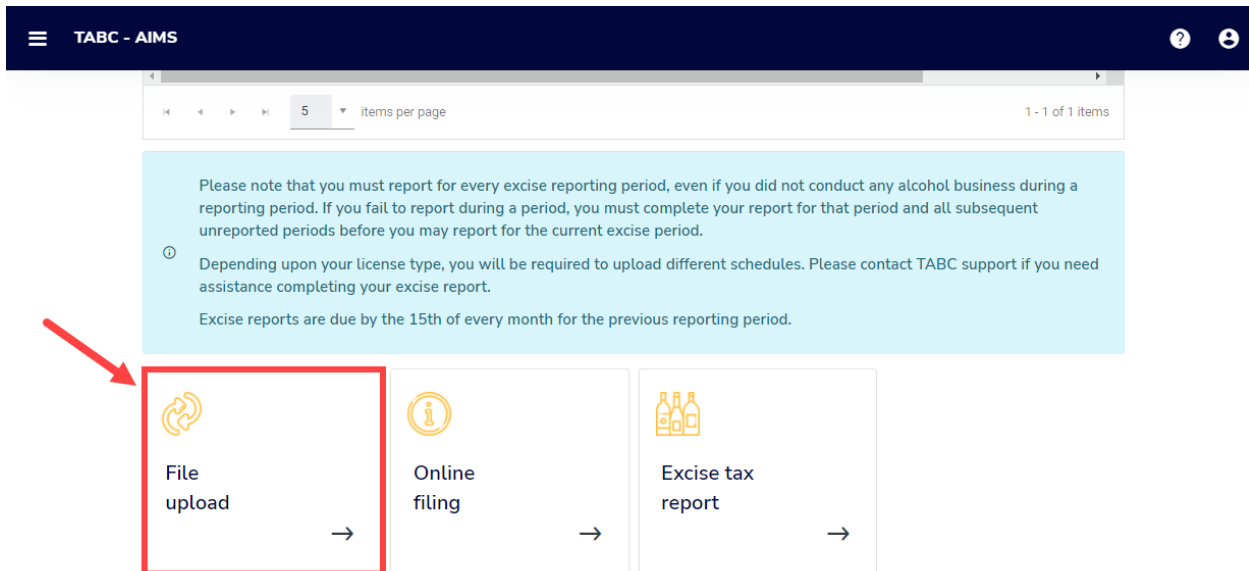 TABC - AIMS
5 items per page
1 - 1 of 1 items
Please note that you must report for every excise reporting period, even if you did not conduct any alcohol business during a
reporting period. If you fail to report during a period, you must complete your report for that period and all subsequent
unreported periods before you may report for the current excise period.
Depending upon your license type, you will be required to upload different schedules. Please contact TABC support if you need
assistance completing your excise report.
Excise reports are due by the 15th of every month for the previous reporting period.
File
upload
Online
filing
Excise tax
report